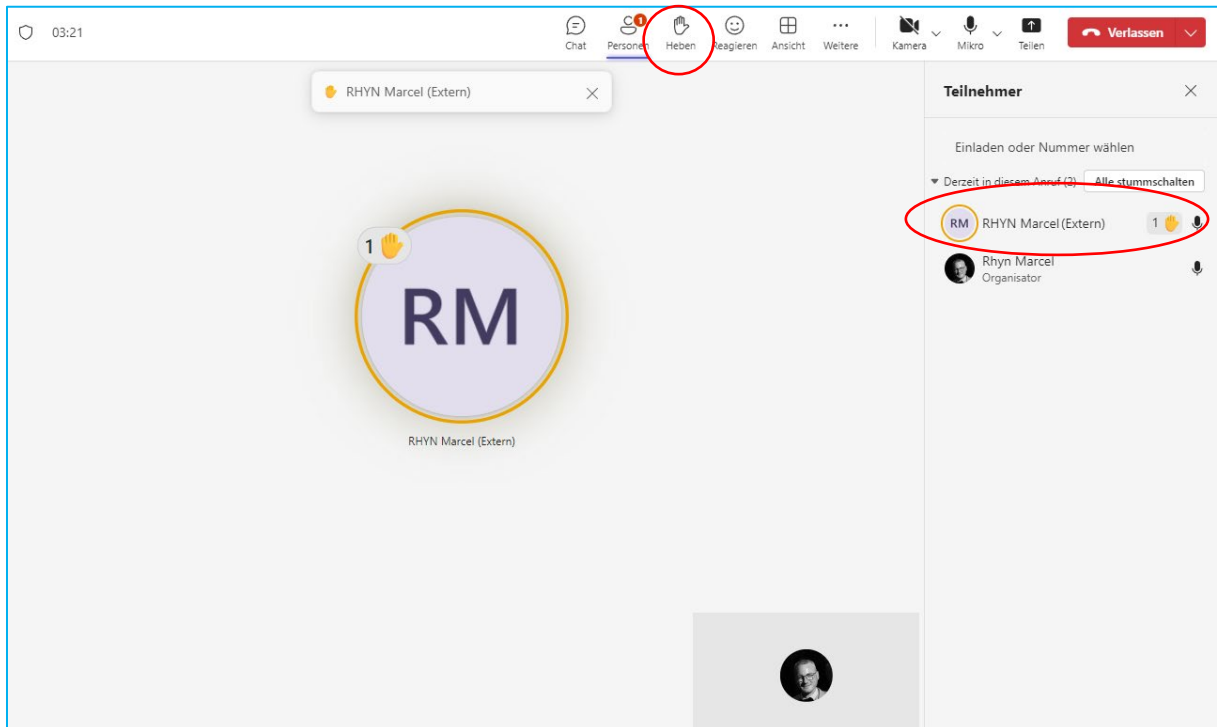 03:21
1
Chat Personen Heben Reagieren Ansicht Weitere Kamera Mikro Teilen Verlassen
RHYN Marcel (Extern)
1
RM
RHYN Marcel (Extern)
Teilnehmer
Einladen oder Nummer wählen
Derzeit in diesem Anruf (2) Alle stummschalten
RM RHYN Marcel (Extern) 1
Rhyn Marcel
Organisator